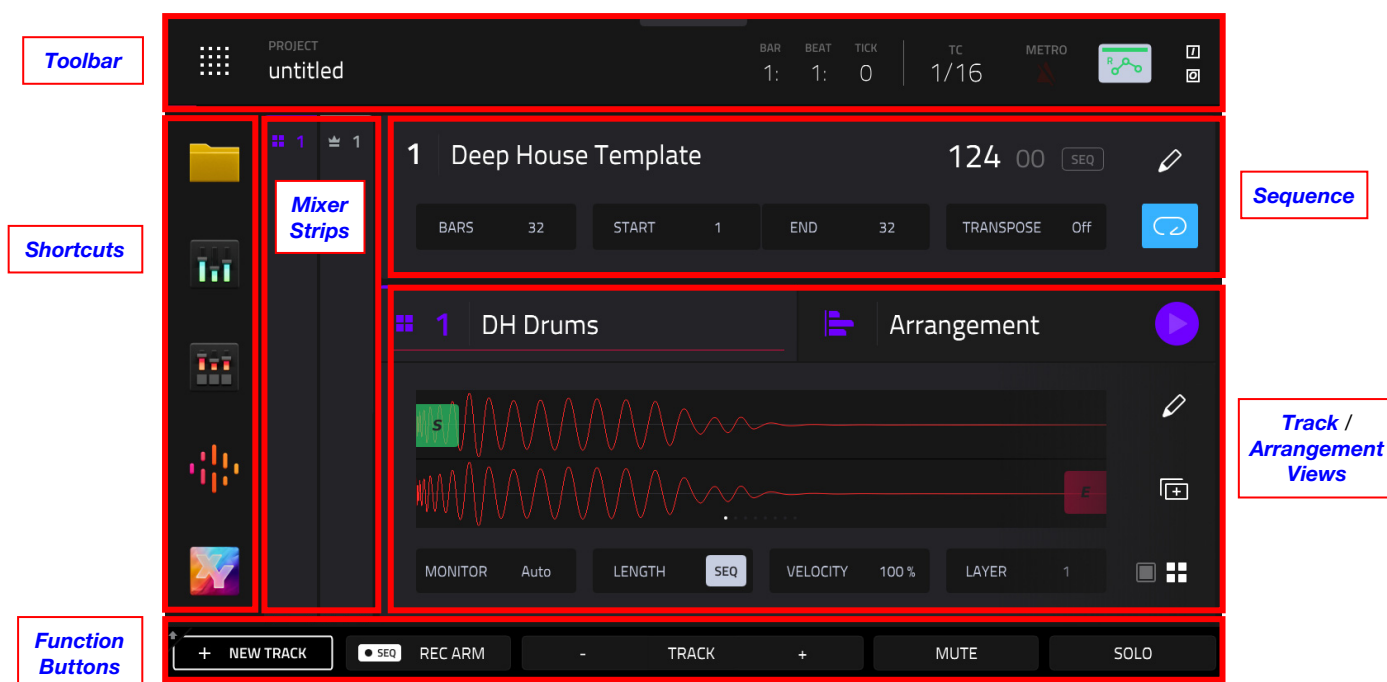 Toolbar
PROJECT
untitled
BAR BEAT TICK
1: 1: 0
TC
1/16
METRO
R
I
O
Shortcuts
1
1
Mixer
Strips
1 Deep House Template
124 00 SEQ
BARS 32
START 1
END 32
TRANSPOSE Off
Sequence
1 DH Drums
Arrangement
S
E
MONITOR Auto
LENGTH SEQ
VELOCITY 100 %
LAYER 1
XY
Track /
Arrangement
Views
Function
Buttons
+ NEW TRACK
SEQ REC ARM
- TRACK +
MUTE
SOLO